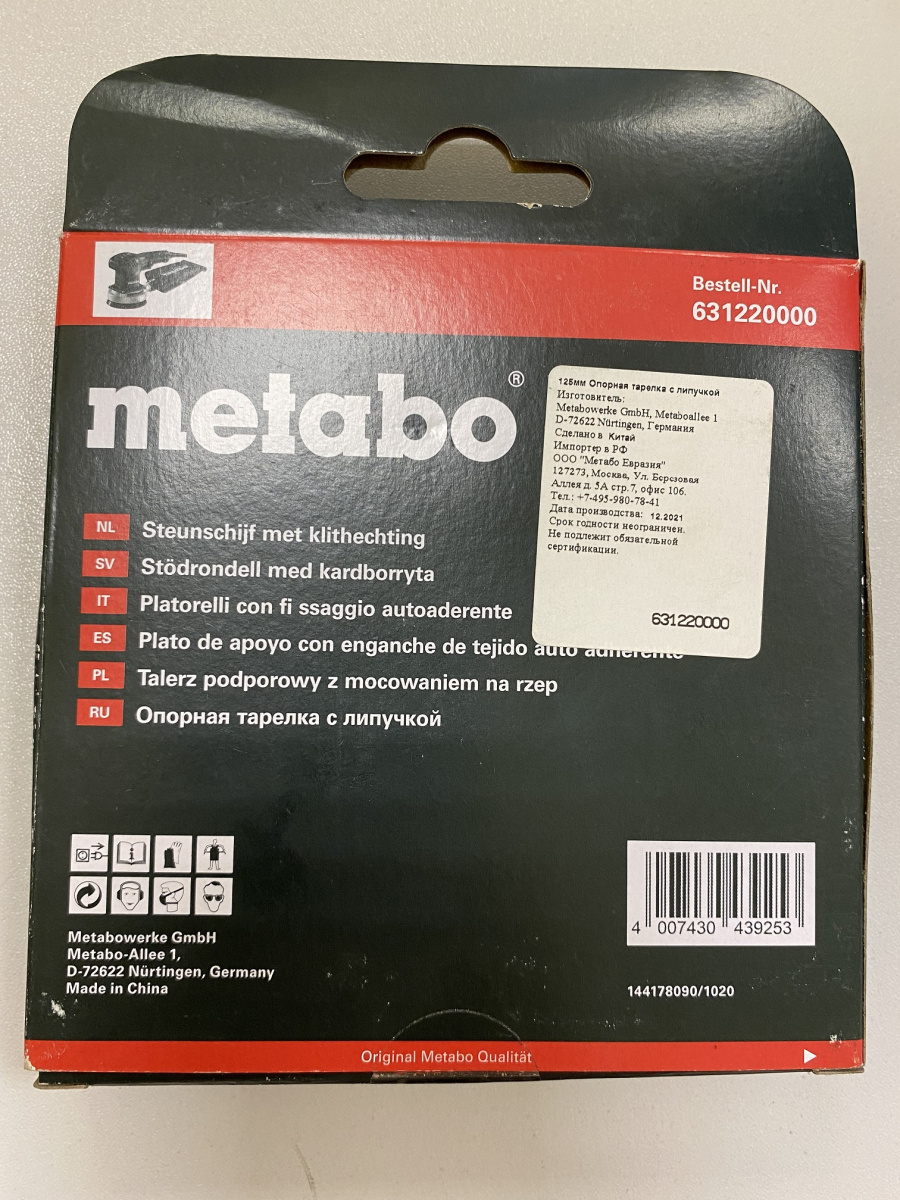 Bestell-Nr.
631220000
metabo®
125мм Опорная тарелка с липучкой
Изготовитель:
Metabowerke GmbH, Metaboallee 1
D-72622 Nürtingen, Германия
Сделано в Китай
Импортер в РФ
ООО "Метабо Евразия"
127273, Москва, Ул. Березовая
Аллея д. 5А стр.7, офис 106.
Тел.: +7-495-980-78-41
Дата производства: 12.2021
Срок годности неограничен.
Не подлежит обязательной
сертификации.
631220000
NL Steunschijf met klithechting
SV Stödrondell med kardborryta
IT Platorelli con fi ssaggio autoaderente
ES Plato de apoyo con enganche de tejido auto adherente
PL Talerz podporowy z mocowaniem na rzep
RU Опорная тарелка с липучкой
Metabowerke GmbH
Metabo-Allee 1,
D-72622 Nürtingen, Germany
Made in China
4 007430 439253
144178090/1020
Original Metabo Qualität